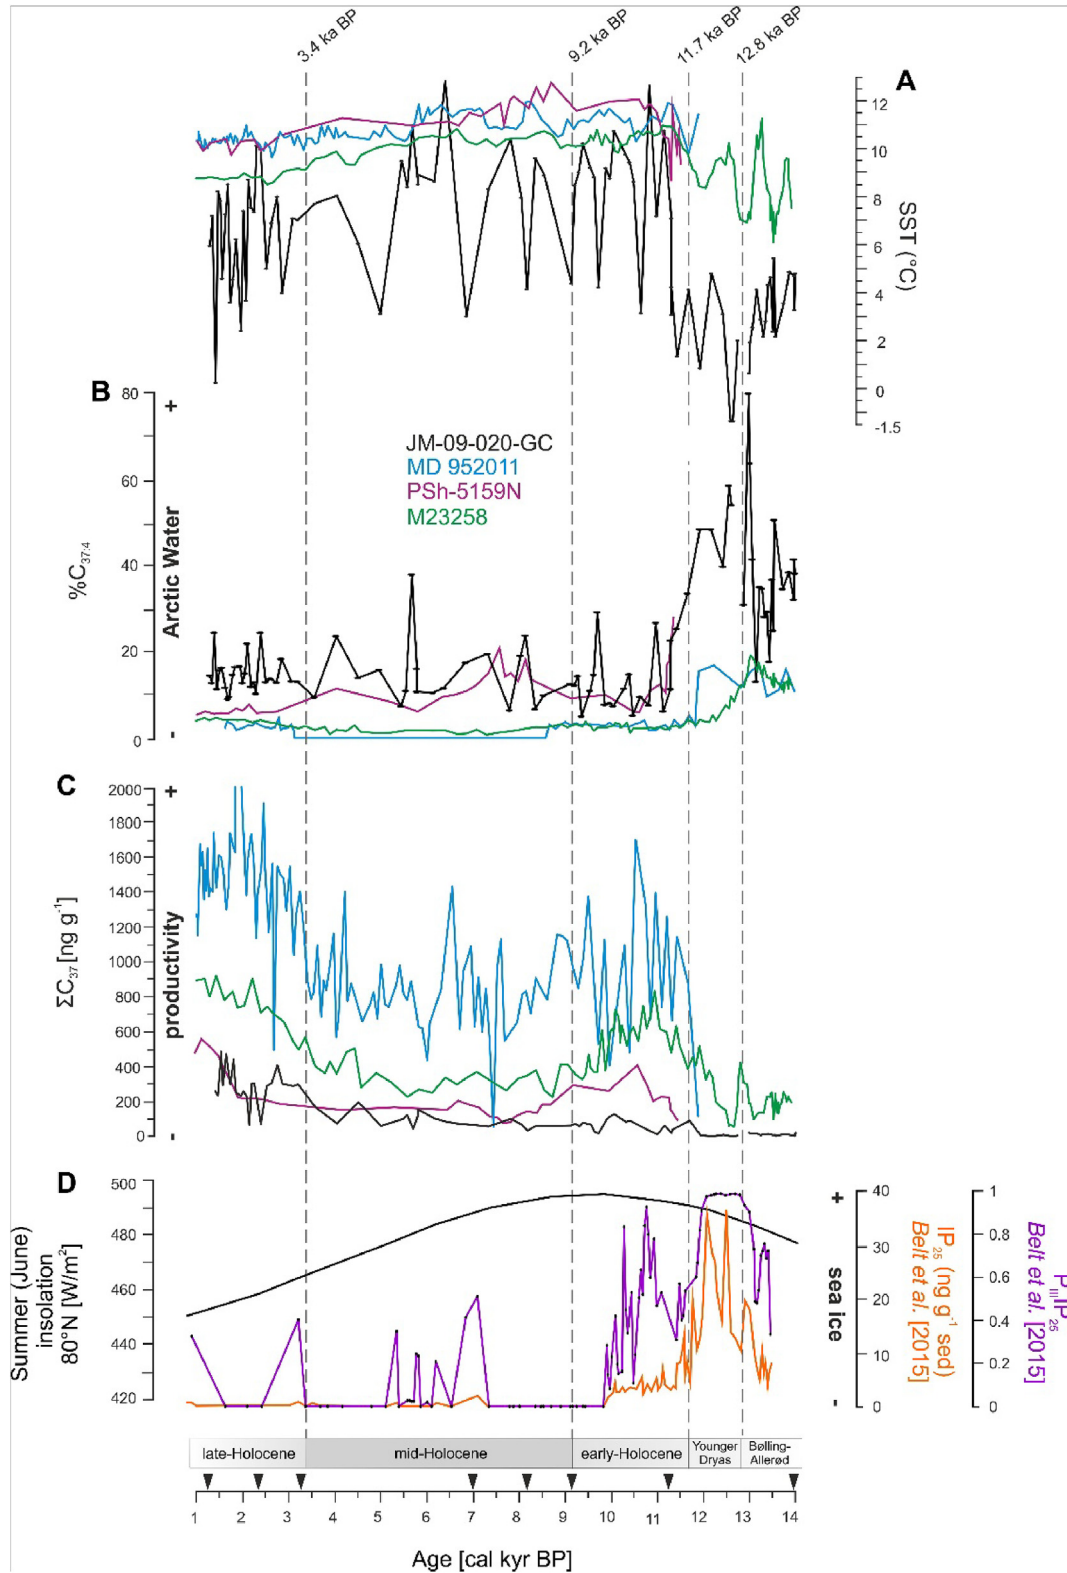 3.4 ka BP
9.2 ka BP
11.7 ka BP
12.8 ka BP
A
12
10
8
6
4
2
0
-1.5
SST (°C)
B
80
60
40
20
0
%C37:4
Arctic Water
+
-
JM-09-020-GC
MD 952011
PSh-5159N
M23258
C
2000
1800
1600
1400
1200
1000
800
600
400
200
0
ΣC37 [ng g-1]
productivity
+
-
D
500
480
460
440
420
Summer (June)
insolation
80°N [W/m²]
+
sea ice
-
40
30
20
10
0
IP25 (ng g-1 sed)
Belt et al. [2015]
1
0.8
0.6
0.4
0.2
0
PIIIIP25
Belt et al. [2015]
late-Holocene
mid-Holocene
early-Holocene
Younger
Dryas
Bølling-
Allerød
1 2 3 4 5 6 7 8 9 10 11 12 13 14
Age [cal kyr BP]